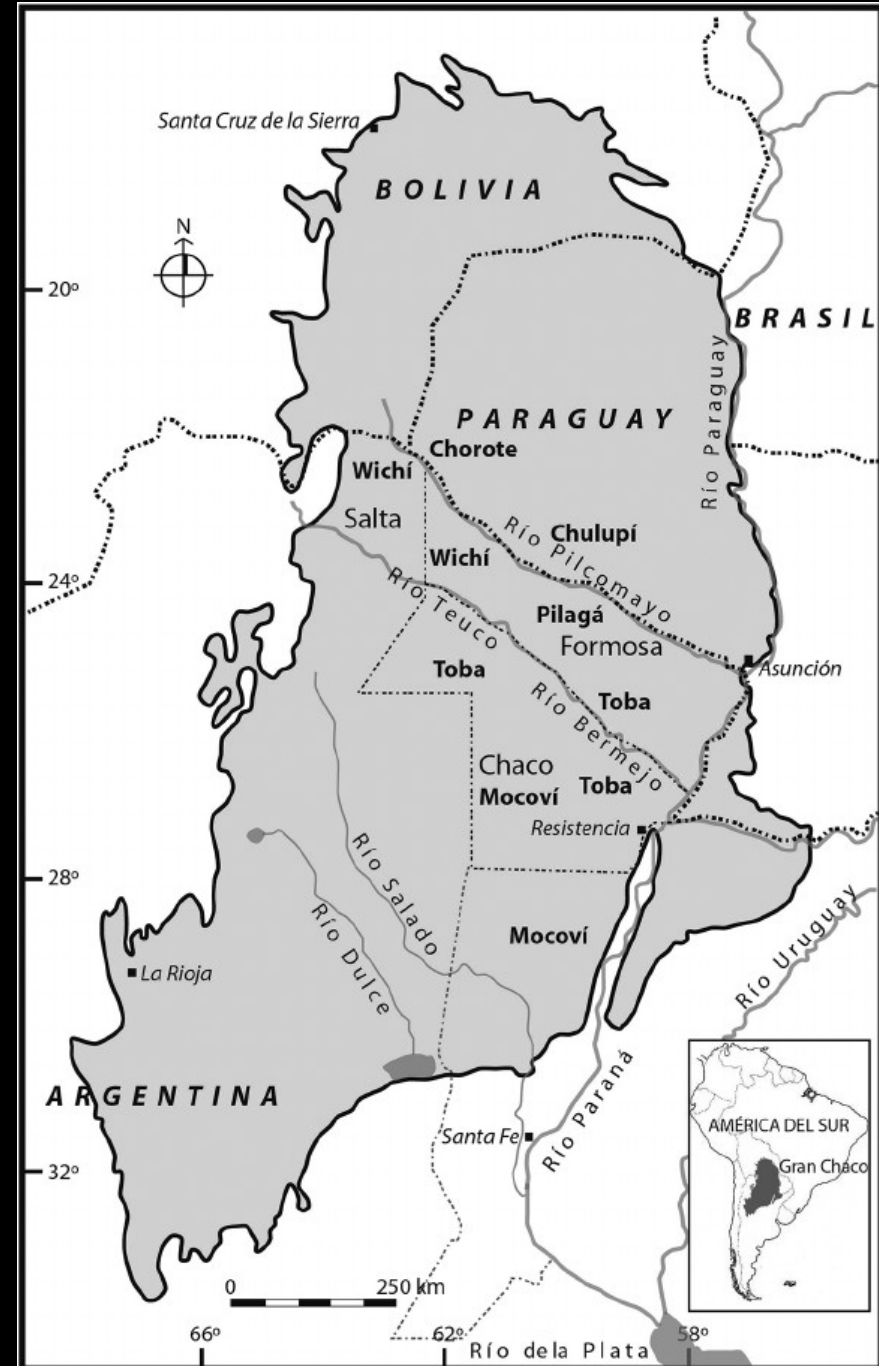 Santa Cruz de la Sierra
BOLIVIA
N
20º
BRASIL
Río Paraguay
PARAGUAY
Chorote
Wichí
Salta
Chulupí
Río Pilcomayo
Wichí
24º
Río Teuco
Pilagá
Formosa
Asunción
Toba
Toba
Río Bermejo
Chaco
Toba
Mocoví
Resistencia
28º
Río Salado
Río Dulce
Mocoví
Río Uruguay
La Rioja
ARGENTINA
AMÉRICA DEL SUR
Gran Chaco
Santa Fe
Río Paraná
32º
0
250 km
66º
62º
58º
Río dela Plata